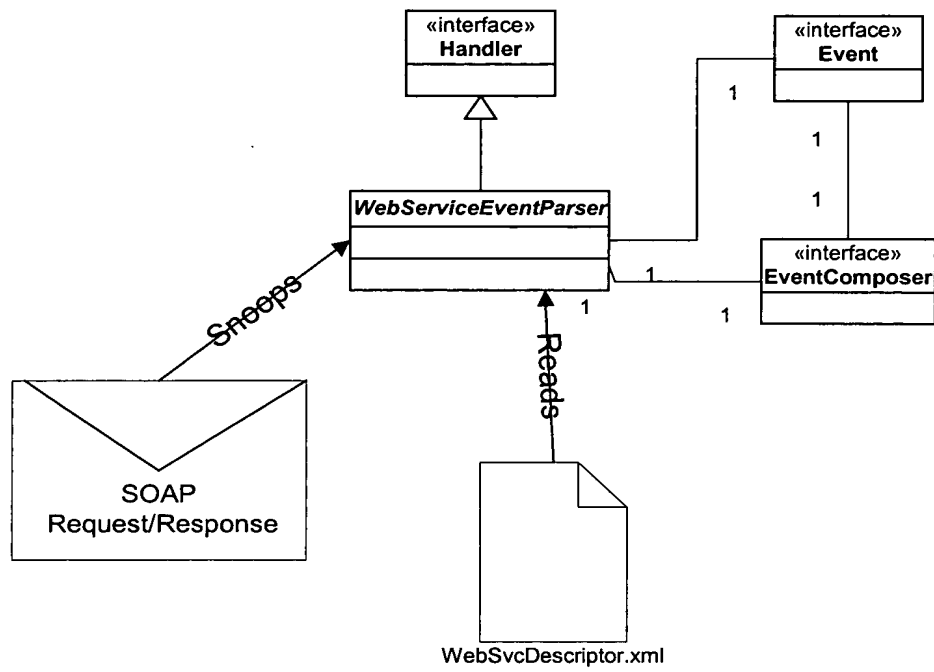 «interface»
Handler
«interface»
Event
1
1
1
WebServiceEventParser
«interface»
EventComposer
1
1
1
Snoops
Reads
SOAP
Request/Response
WebSvcDescriptor.xml